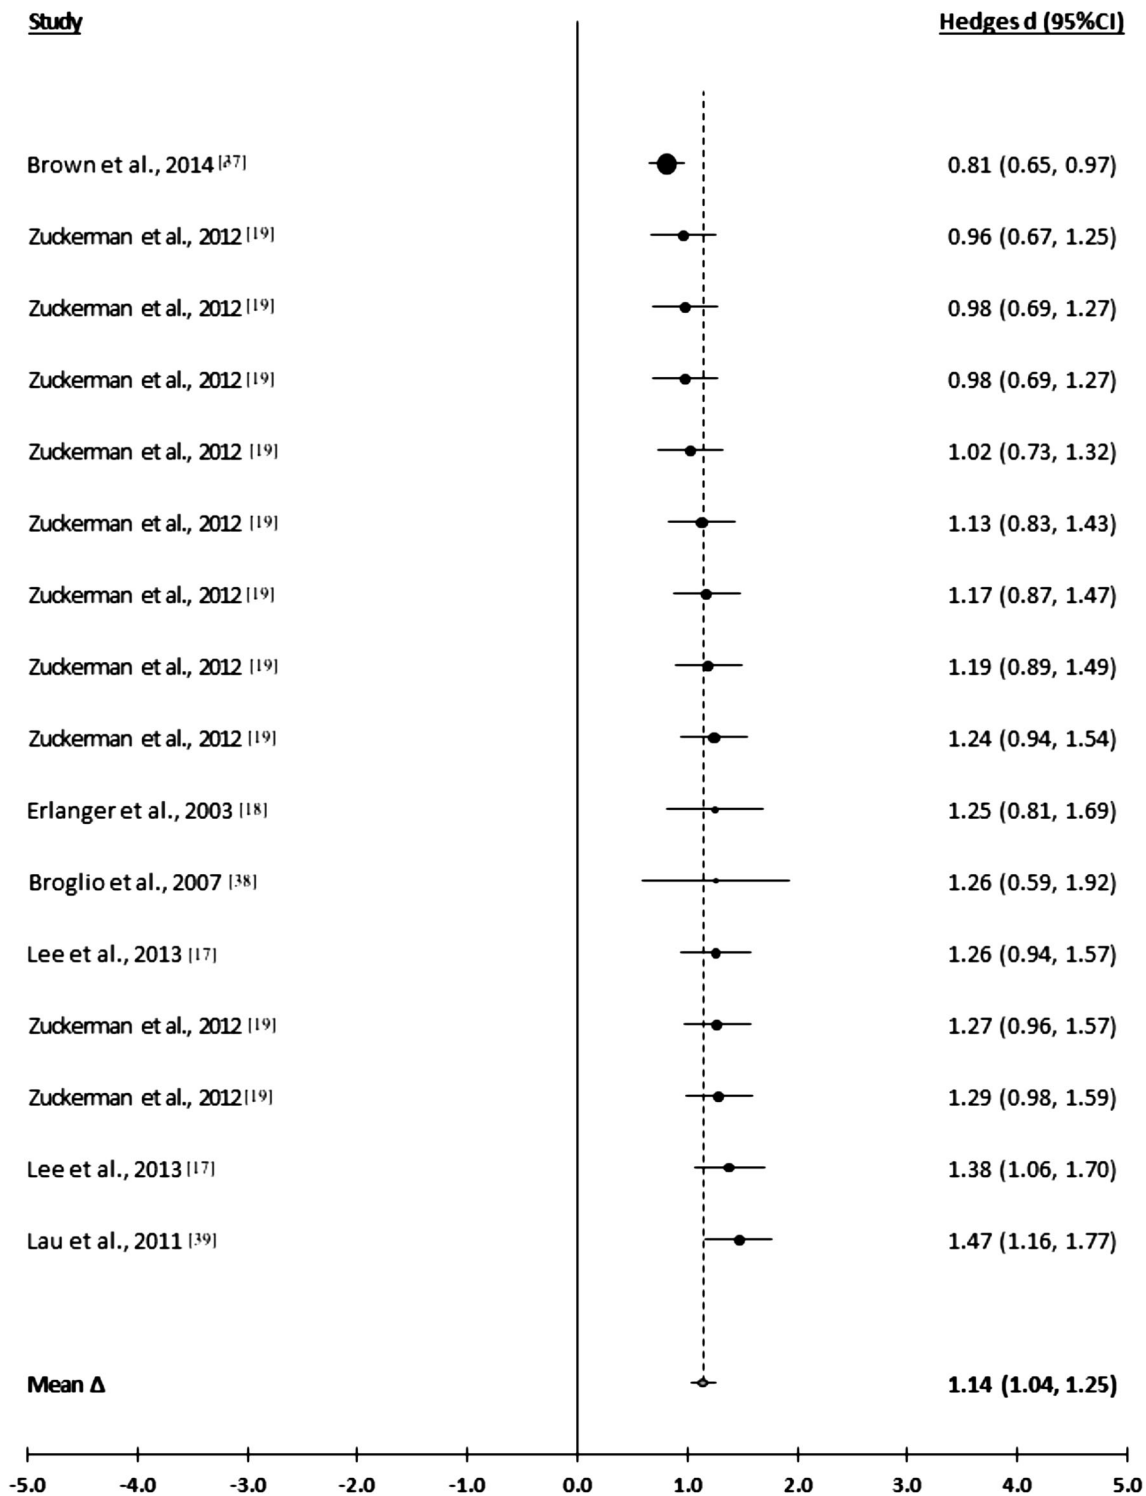 Study Hedges d (95%CI)
Brown et al., 2014 [37] 0.81 (0.65, 0.97)
Zuckerman et al., 2012 [19] 0.96 (0.67, 1.25)
Zuckerman et al., 2012 [19] 0.98 (0.69, 1.27)
Zuckerman et al., 2012 [19] 0.98 (0.69, 1.27)
Zuckerman et al., 2012 [19] 1.02 (0.73, 1.32)
Zuckerman et al., 2012 [19] 1.13 (0.83, 1.43)
Zuckerman et al., 2012 [19] 1.17 (0.87, 1.47)
Zuckerman et al., 2012 [19] 1.19 (0.89, 1.49)
Zuckerman et al., 2012 [19] 1.24 (0.94, 1.54)
Erlanger et al., 2003 [18] 1.25 (0.81, 1.69)
Broglio et al., 2007 [38] 1.26 (0.59, 1.92)
Lee et al., 2013 [17] 1.26 (0.94, 1.57)
Zuckerman et al., 2012 [19] 1.27 (0.96, 1.57)
Zuckerman et al., 2012 [19] 1.29 (0.98, 1.59)
Lee et al., 2013 [17] 1.38 (1.06, 1.70)
Lau et al., 2011 [39] 1.47 (1.16, 1.77)
Mean Δ 1.14 (1.04, 1.25)
-5.0 -4.0 -3.0 -2.0 -1.0 0.0 1.0 2.0 3.0 4.0 5.0